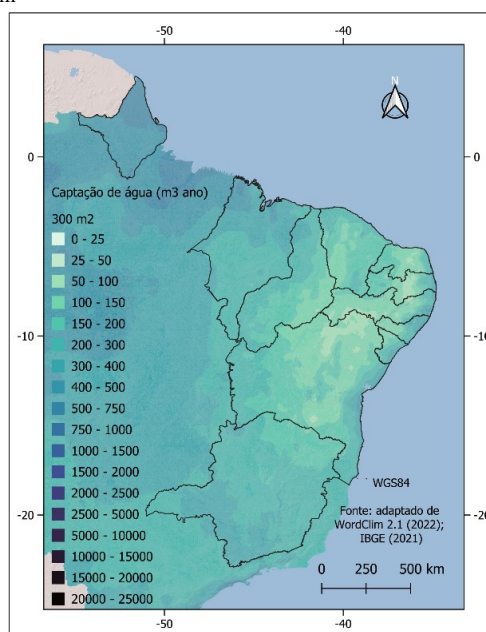 m
-50
-40
N
0
0
Captação de água (m3 ano)
300 m2
0 - 25
25 - 50
50 - 100
100 - 150
150 - 200
200 - 300
300 - 400
400 - 500
500 - 750
750 - 1000
1000 - 1500
1500 - 2000
2000 - 2500
2500 - 5000
5000 - 10000
10000 - 15000
15000 - 20000
20000 - 25000
-10
-10
-20
WGS84
Fonte: adaptado de
WordClim 2.1 (2022);
IBGE (2021)
0 250 500 km
-50
-40